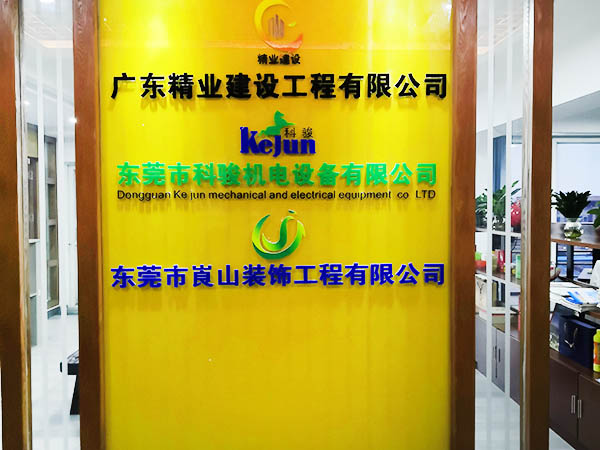 精业建设
广东精业建设工程有限公司
科骏
KeJun
东莞市科骏机电设备有限公司
Dongguan Ke jun mechanical and electrical equipment co LTD
东莞市崀山装饰工程有限公司